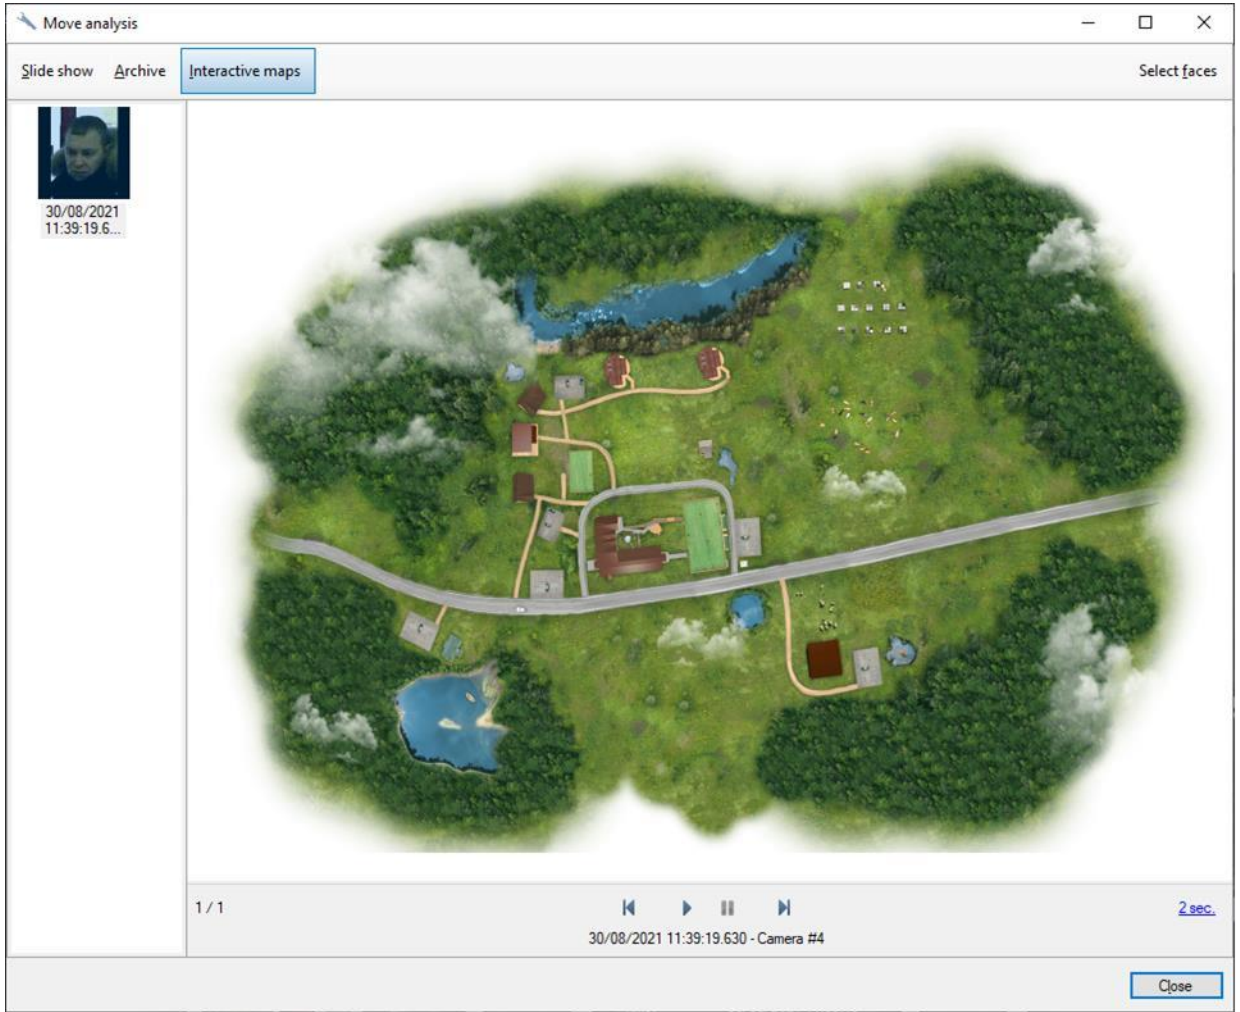 Move analysis
Slide show Archive Interactive maps Select faces
30/08/2021
11:39:19.6...
1 / 1
2 sec.
30/08/2021 11:39:19.630 - Camera #4
Close